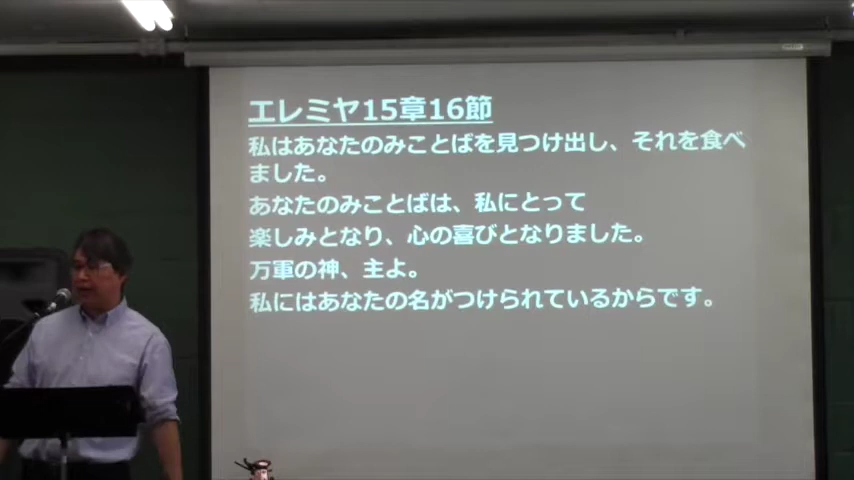 エレミヤ15章16節
私はあなたのみことばを見つけ出し、それを食べ
ました。
あなたのみことばは、私にとって
楽しみとなり、心の喜びとなりました。
万軍の神、主よ。
私にはあなたの名がつけられているからです。